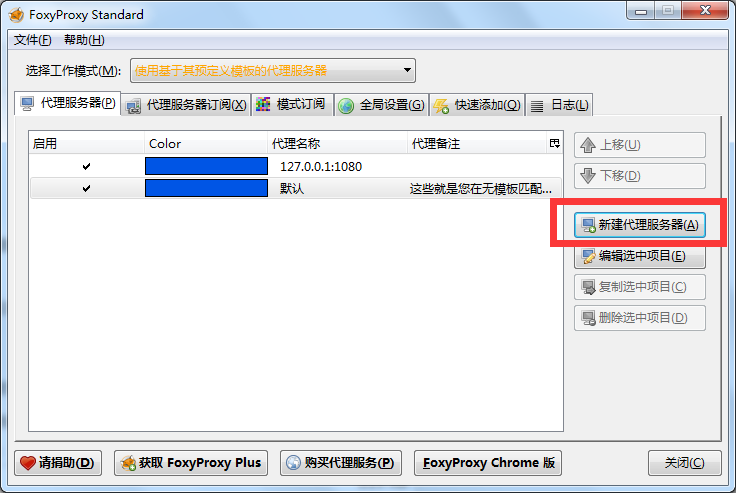 FoxyProxy Standard
文件(F) 帮助(H)
选择工作模式(M): 使用基于其预定义模板的代理服务器
代理服务器(P) 代理服务器订阅(X) 模式订阅 全局设置(G) 快速添加(Q) 日志(L)
启用 Color 代理名称 代理备注
127.0.0.1:1080
默认 这些就是您在无模板匹配...
上移(U)
下移(D)
新建代理服务器(A)
编辑选中项目(E)
复制选中项目(C)
删除选中项目(D)
请捐助(D) 获取 FoxyProxy Plus 购买代理服务(P) FoxyProxy Chrome 版 关闭(C)